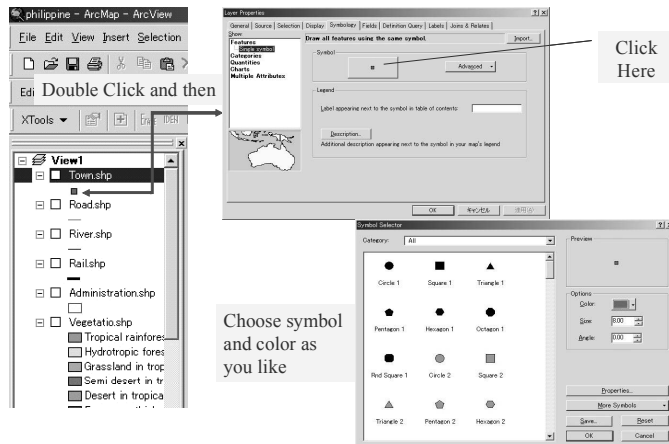 philippine - ArcMap - ArcView
File Edit View Insert Selection
Edi
Double Click and then
XTools
View1
Town.shp
Road.shp
River.shp
Rail.shp
Administration.shp
Vegetatio.shp
Tropical rainfores
Hydrotropic fores
Grassland in trop
Semi desert in tr
Desert in tropica
Layer Properties
General Source Selection Display Symbology Fields Definition Query Labels Joins & Relates
Show
Features
Single symbol
Categories
Quantities
Charts
Multiple Attributes
Draw all features using the same symbol.
Import...
Symbol
Advanced
Legend
Label appearing next to the symbol in table of contents:
Description...
Additional description appearing next to the symbol in your map's legend
OK
キャンセル
Click
Here
Symbol Selector
Category: All
Circle 1 Square 1 Triangle 1
Pentagon 1 Hexagon 1 Octagon 1
Rnd Square 1 Circle 2 Square 2
Triangle 2 Pentagon 2 Hexagon 2
Preview
Options
Color:
Size: 8.00
Angle: 0.00
Properties...
More Symbols
Save... Reset
OK Cancel
Choose symbol
and color as
you like